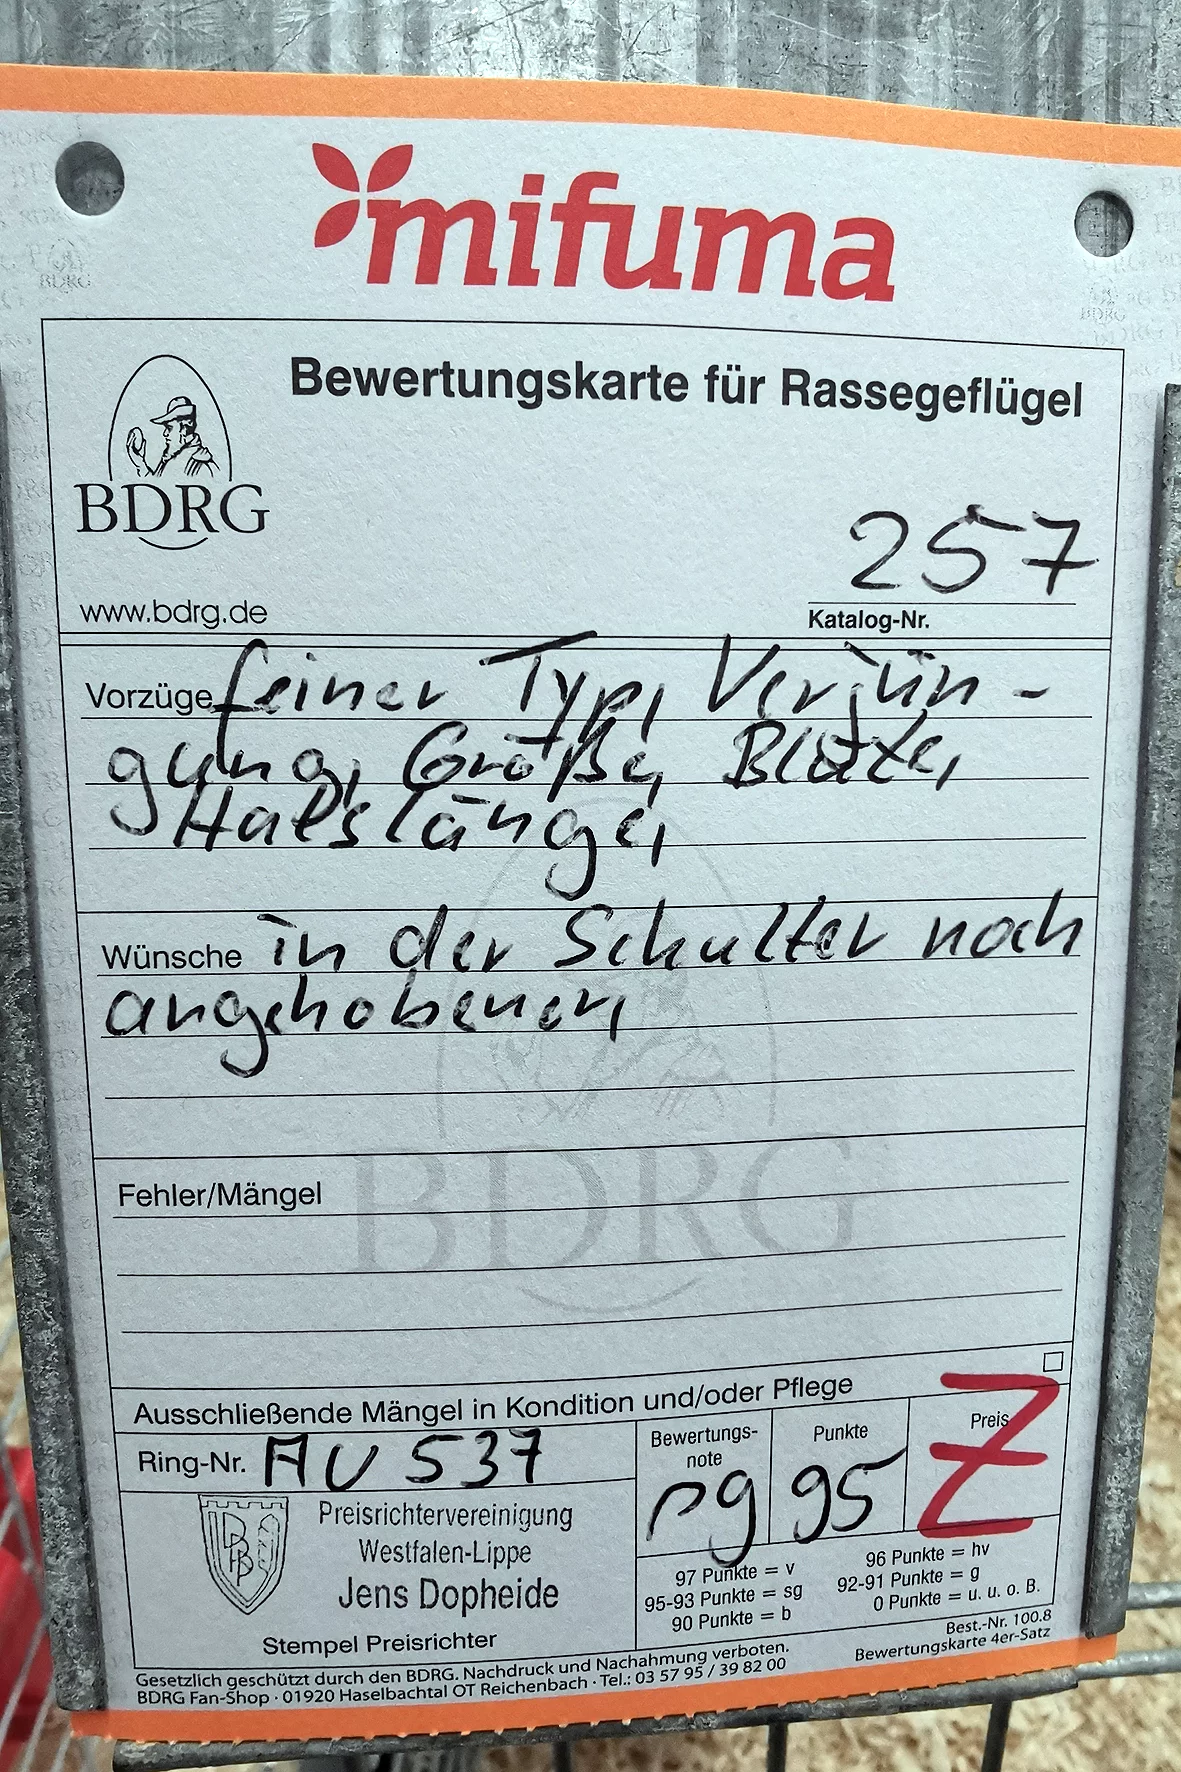 mifuma
Bewertungskarte für Rassegeflügel
BDRG
www.bdrg.de
257
Katalog-Nr.
Vorzüge feiner Typ, Verjün-
gung, Größe, Blässe,
Halslänge,
Wünsche in der Schulter noch
angehobener,
BDRG
Fehler/Mängel
Ausschließende Mängel in Kondition und/oder Pflege
Ring-Nr. AU 537
Bewertungs-
note
sg
Punkte
95
Preis
Z
Preisrichtervereinigung
Westfalen-Lippe
Jens Dopheide
Stempel Preisrichter
97 Punkte = v
96 Punkte = hv
95-93 Punkte = sg
92-91 Punkte = g
90 Punkte = b
0 Punkte = u. u. o. B.
Gesetzlich geschützt durch den BDRG. Nachdruck und Nachahmung verboten.
BDRG Fan-Shop · 01920 Haselbachtal OT Reichenbach · Tel.: 03 57 95 / 39 82 00
Best.-Nr. 100.8
Bewertungskarte 4er-Satz